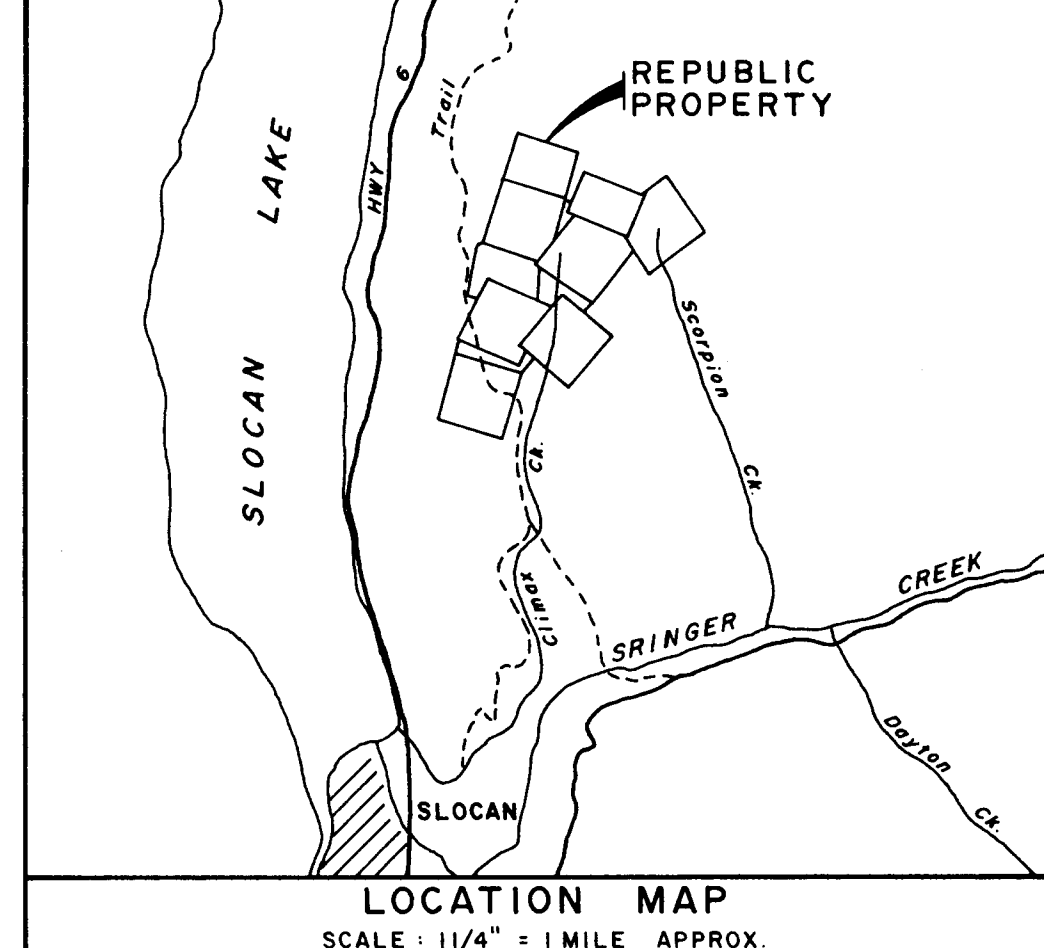 REPUBLIC
PROPERTY
Trail
6
HWY
LAKE
SLOCAN
Scorpion
Ck.
Ck.
Climax
SRINGER
CREEK
Dayton
Ck.
SLOCAN
LOCATION MAP
SCALE : 1 1/4" = 1 MILE APPROX.